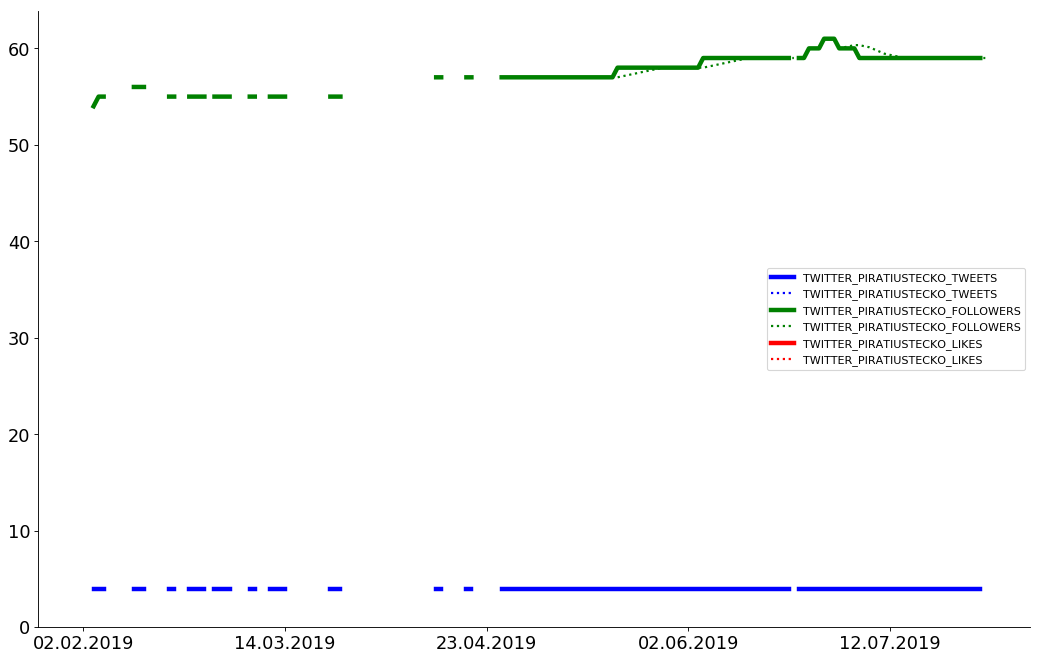 60
50
40
30
20
10
0
02.02.2019
14.03.2019
23.04.2019
02.06.2019
12.07.2019
TWITTER_PIRATIUSTECKO_TWEETS
TWITTER_PIRATIUSTECKO_TWEETS
TWITTER_PIRATIUSTECKO_FOLLOWERS
TWITTER_PIRATIUSTECKO_FOLLOWERS
TWITTER_PIRATIUSTECKO_LIKES
TWITTER_PIRATIUSTECKO_LIKES